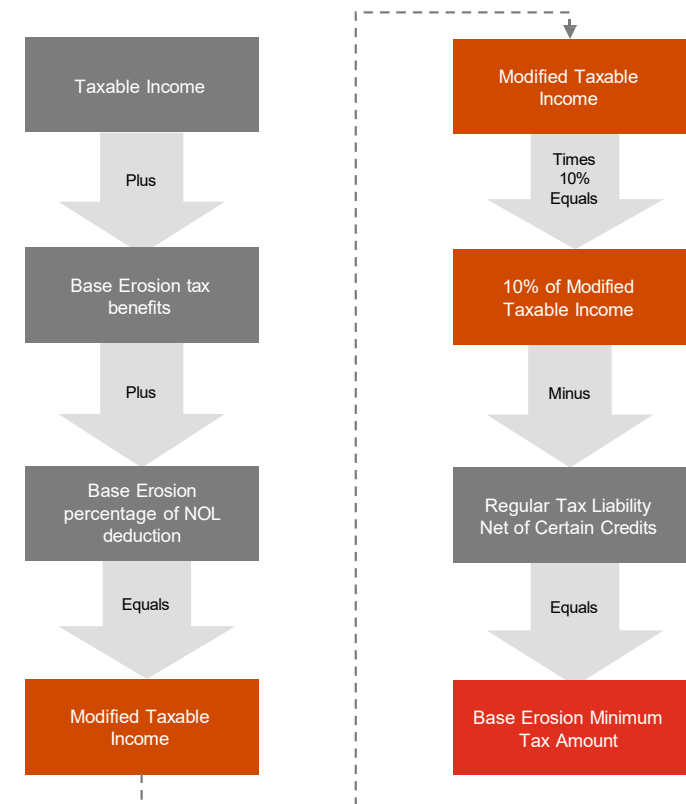 Taxable Income
Plus
Base Erosion tax
benefits
Plus
Base Erosion
percentage of NOL
deduction
Equals
Modified Taxable
Income
Modified Taxable
Income
Times
10%
Equals
10% of Modified
Taxable Income
Minus
Regular Tax Liability
Net of Certain Credits
Equals
Base Erosion Minimum
Tax Amount